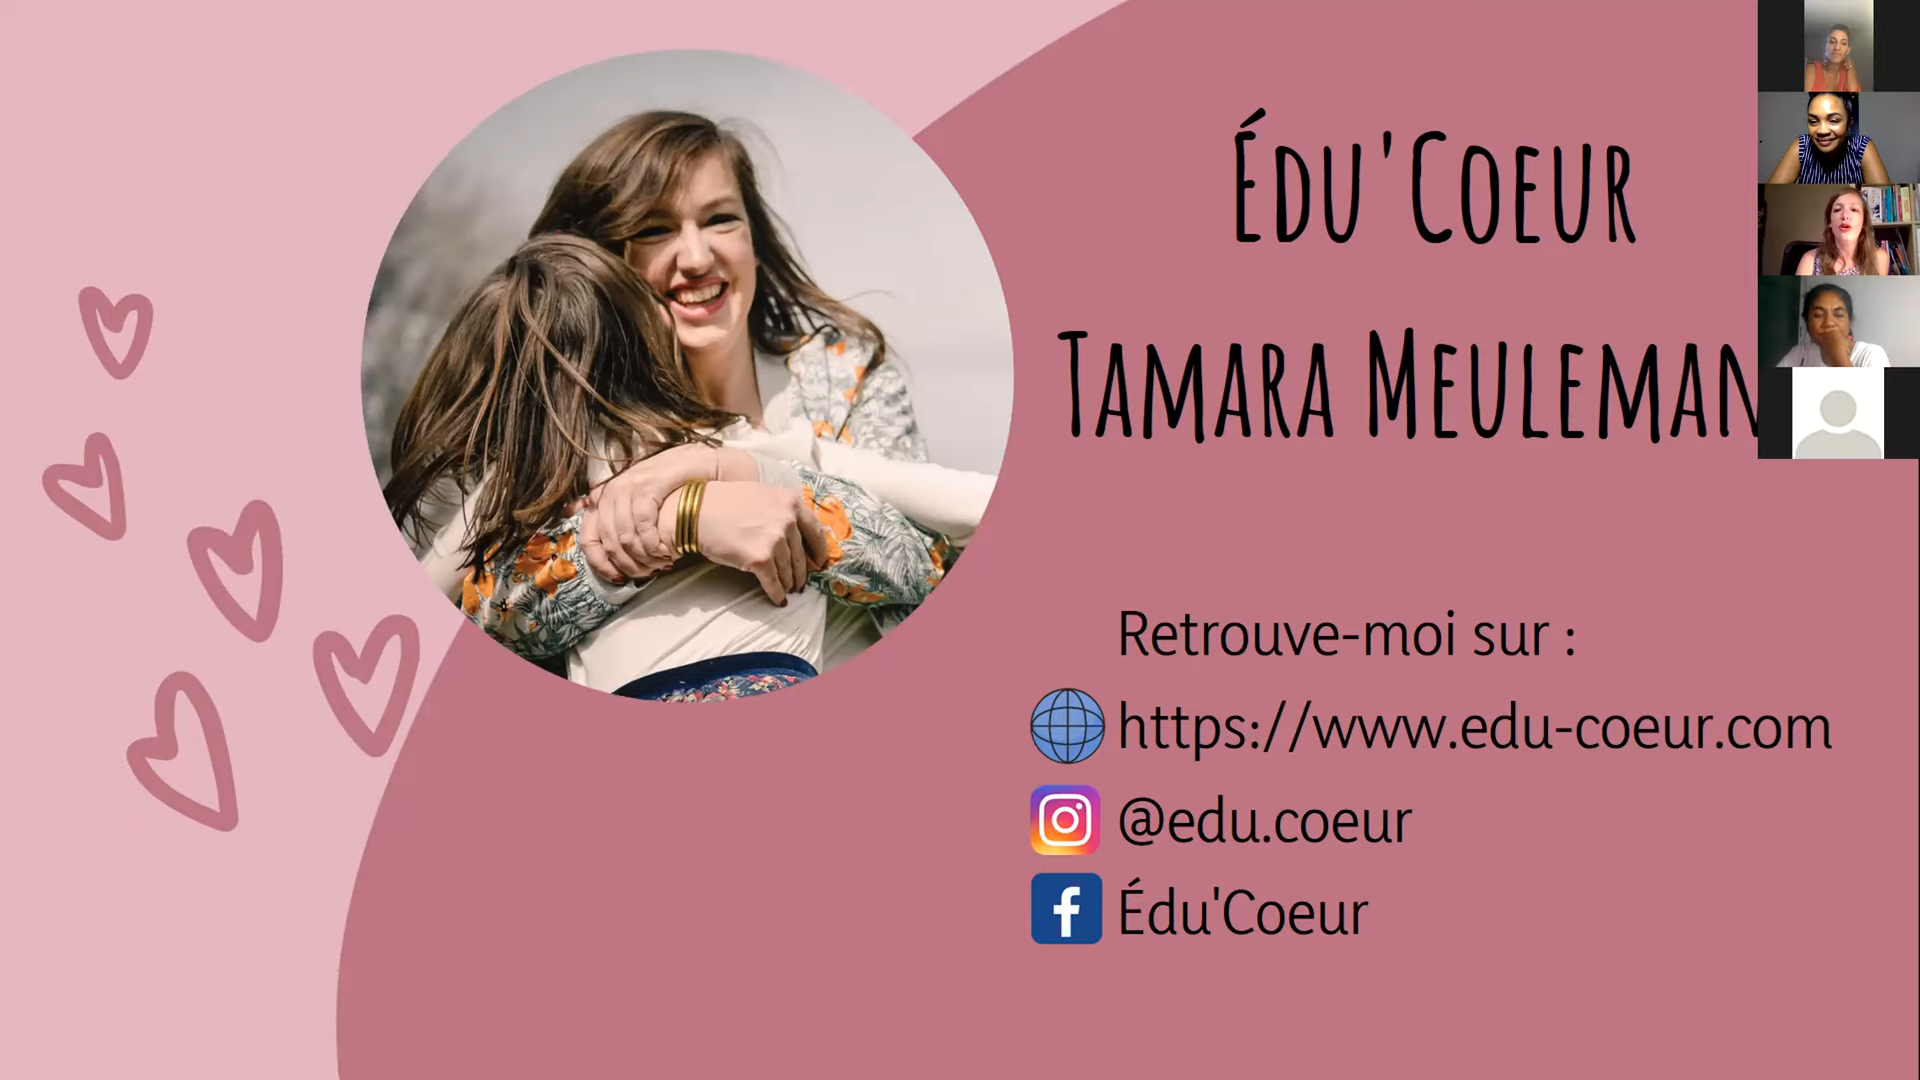 Édu'Coeur
Tamara Meuleman
Retrouve-moi sur :
https://www.edu-coeur.com
@edu.coeur
Édu'Coeur